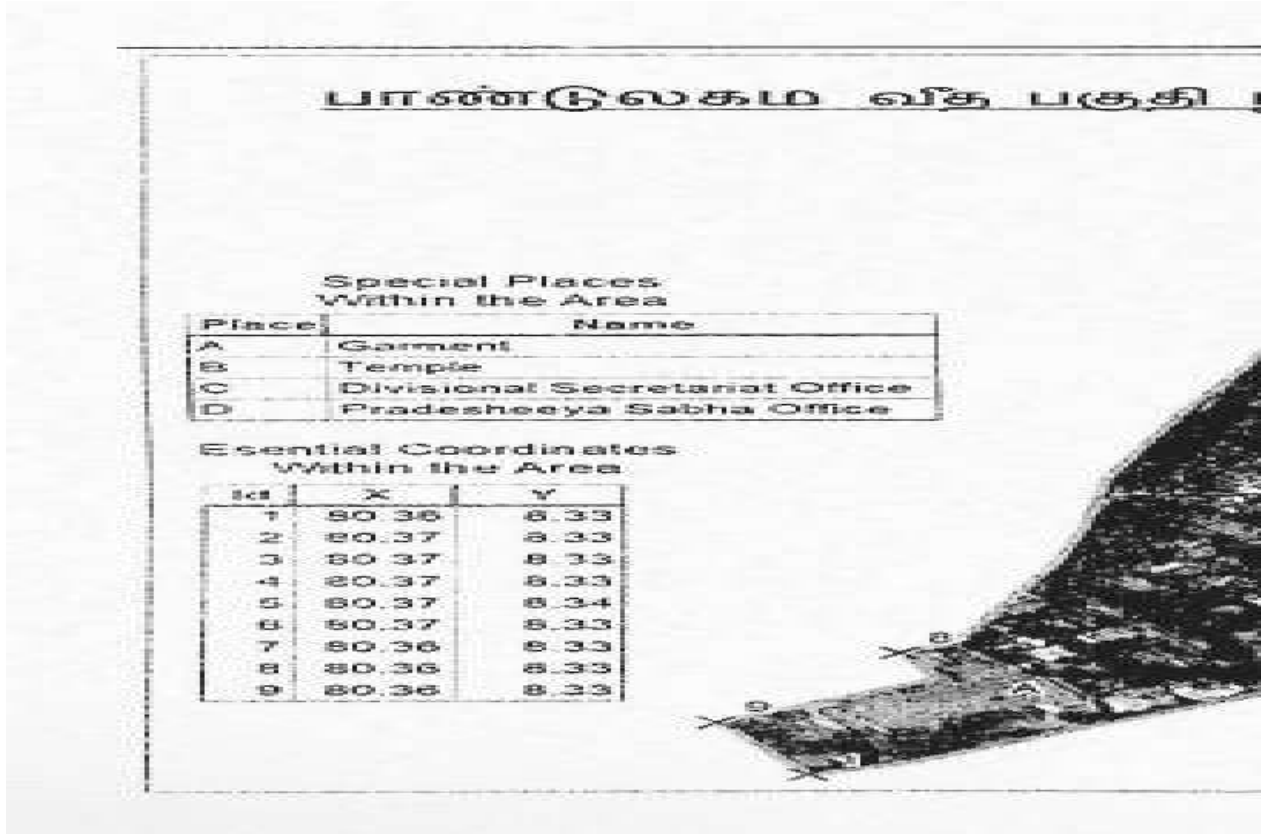 பாண்டுலகம வீத பகுதி
Special Places
Within the Area
Place Name
A Garment
B Temple
C Divisional Secretariat Office
D Pradesheeya Sabha Office
Esential Coordinates
Within the Area
Id X Y
1 80.36 8.33
2 80.37 8.33
3 80.37 8.33
4 80.37 8.33
5 80.37 8.34
6 80.37 8.33
7 80.36 8.33
8 80.36 8.33
9 80.36 8.33
8
A
9